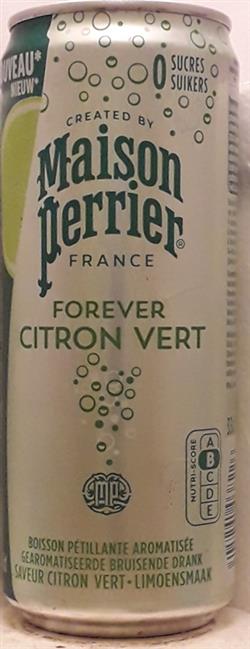 NIEUW*
0 SUCRES
SUIKERS
CREATED BY
Maison
perrier®
FRANCE
FOREVER
CITRON VERT
MP
NUTRI-SCORE
A
B
C
D
E
BOISSON PÉTILLANTE AROMATISÉE
GEAROMATISEERDE BRUISENDE DRANK
SAVEUR CITRON VERT • LIMOENSMAAK